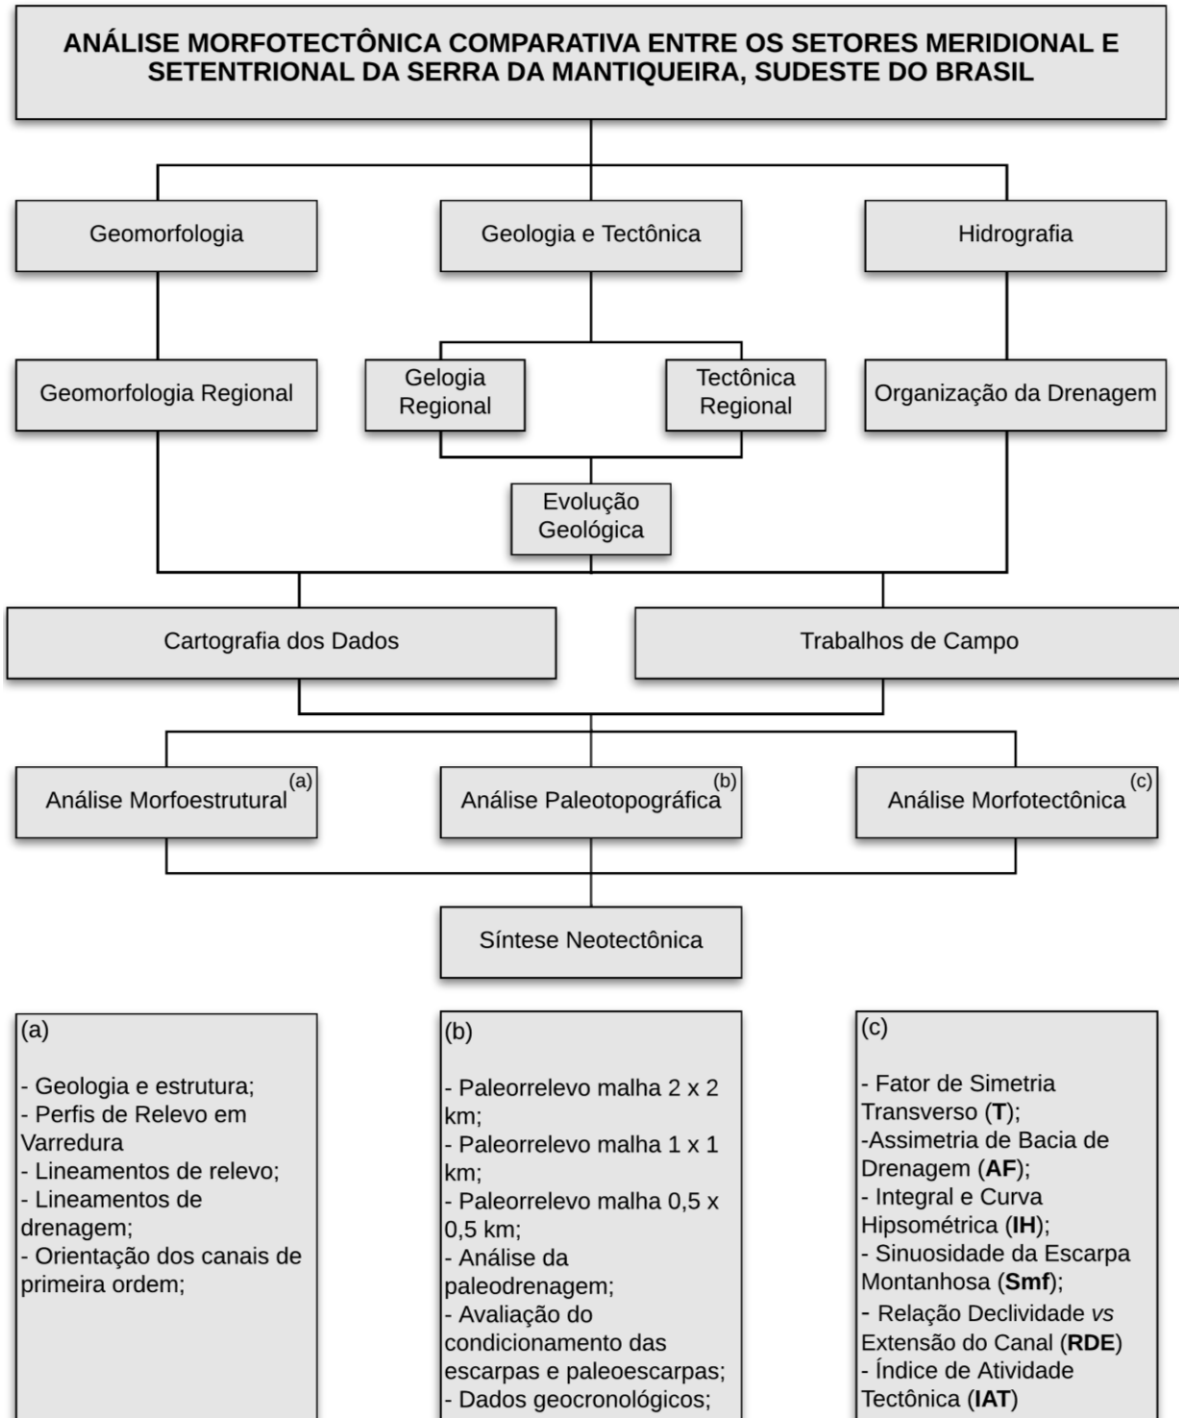 ANÁLISE MORFOTECTÔNICA COMPARATIVA ENTRE OS SETORES MERIDIONAL E
SETENTRIONAL DA SERRA DA MANTIQUEIRA, SUDESTE DO BRASIL
Geomorfologia
Geologia e Tectônica
Hidrografia
Geomorfologia Regional
Gelogia
Regional
Tectônica
Regional
Organização da Drenagem
Evolução
Geológica
Cartografia dos Dados
Trabalhos de Campo
Análise Morfoestrutural (a)
Análise Paleotopográfica (b)
Análise Morfotectônica (c)
Síntese Neotectônica
(a)
- Geologia e estrutura;
- Perfis de Relevo em
Varredura
- Lineamentos de relevo;
- Lineamentos de
drenagem;
- Orientação dos canais de
primeira ordem;
(b)
- Paleorrelevo malha 2 x 2
km;
- Paleorrelevo malha 1 x 1
km;
- Paleorrelevo malha 0,5 x
0,5 km;
- Análise da
paleodrenagem;
- Avaliação do
condicionamento das
escarpas e paleoescarpas;
- Dados geocronológicos;
(c)
- Fator de Simetria
Transverso (T);
-Assimetria de Bacia de
Drenagem (AF);
- Integral e Curva
Hipsométrica (IH);
- Sinuosidade da Escarpa
Montanhosa (Smf);
- Relação Declividade vs
Extensão do Canal (RDE)
- Índice de Atividade
Tectônica (IAT)